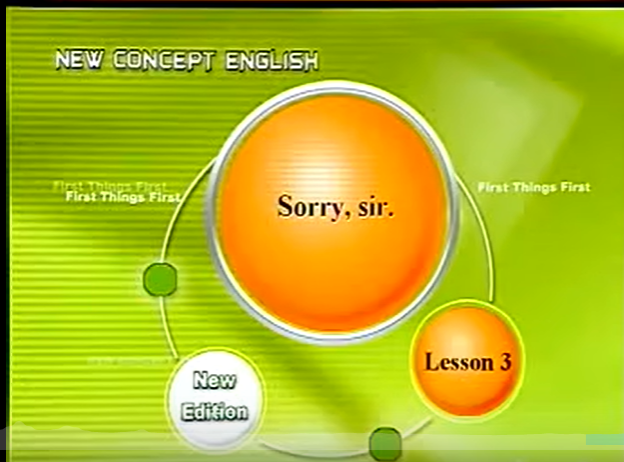 NEW CONCEPT ENGLISH
First Things First
First Things First
First Things First
Sorry, sir.
Lesson 3
New
Edition